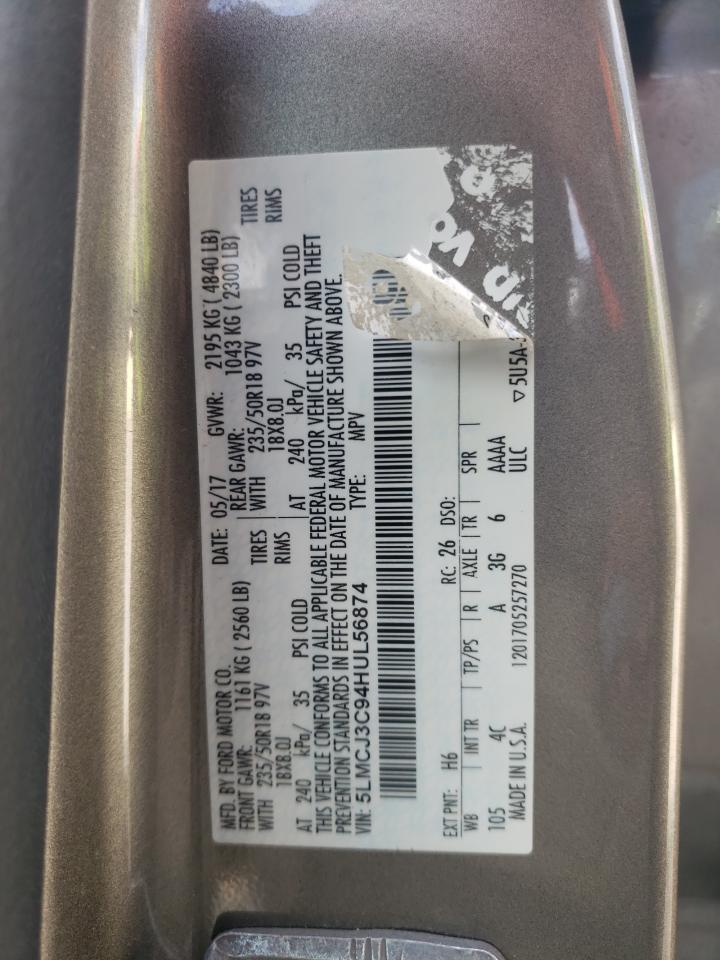 MFD. BY FORD MOTOR CO. DATE: 05/17 GVWR: 2195 KG ( 4840 LB)
FRONT GAWR: 1161 KG ( 2560 LB) REAR GAWR: 1043 KG ( 2300 LB)
WITH 235/50R18 97V TIRES WITH 235/50R18 97V TIRES
18X8.0J RIMS 18X8.0J RIMS
AT 240 kPa/ 35 PSI COLD AT 240 kPa/ 35 PSI COLD
THIS VEHICLE CONFORMS TO ALL APPLICABLE FEDERAL MOTOR VEHICLE SAFETY AND THEFT
PREVENTION STANDARDS IN EFFECT ON THE DATE OF MANUFACTURE SHOWN ABOVE.
VIN: 5LMCJ3C94HUL56874 TYPE: MPV
EXT PNT: H6 RC: 26 DSO:
WB INT TR TP/PS R AXLE TR SPR
105 4C A 3G 6 AAAA
MADE IN U.S.A. 1201705257270 ULC
▽5U5A-